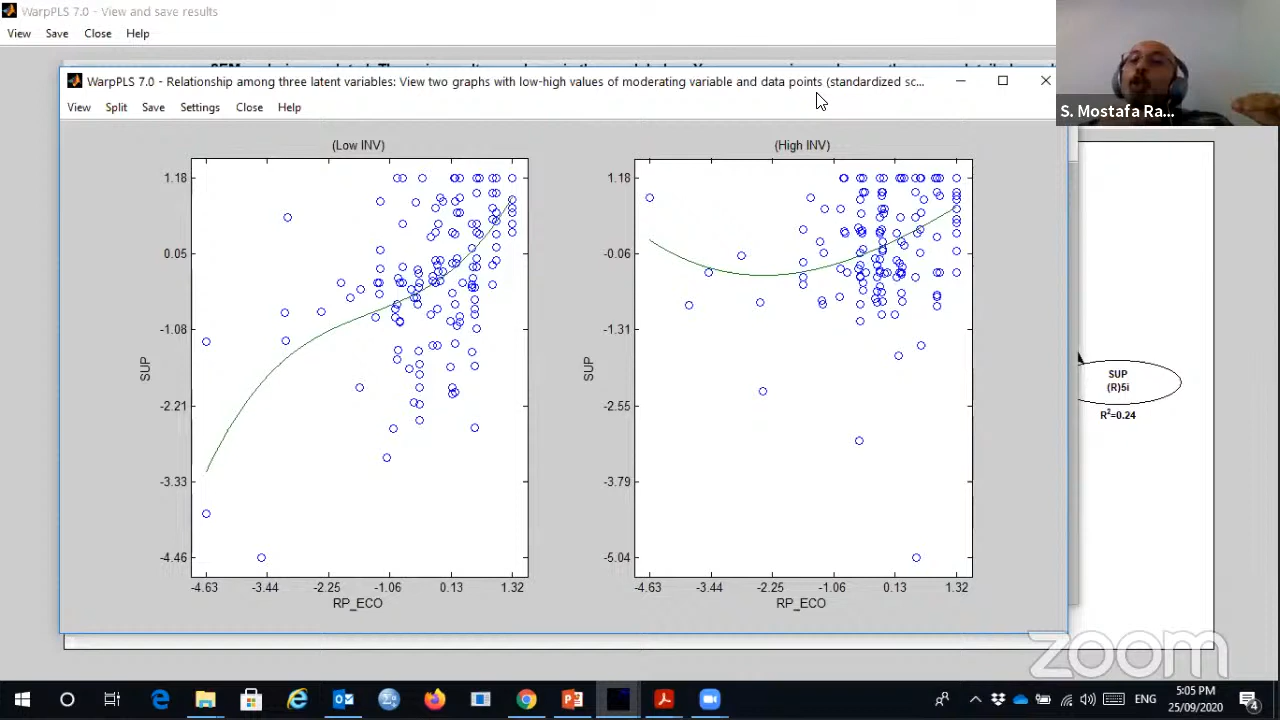 WarpPLS 7.0 - View and save results
View Save Close Help
WarpPLS 7.0 - Relationship among three latent variables: View two graphs with low-high values of moderating variable and data points (standardized sc...
View Split Save Settings Close Help
S. Mostafa Ra...
(Low INV)
1.18
0.05
-1.08
-2.21
-3.33
-4.46
SUP
-4.63 -3.44 -2.25 -1.06 0.13 1.32
RP_ECO
(High INV)
1.18
-0.06
-1.31
-2.55
-3.79
-5.04
SUP
-4.63 -3.44 -2.25 -1.06 0.13 1.32
RP_ECO
SUP
(R)5i
R²=0.24
zoom
ENG
5:05 PM
25/09/2020
4